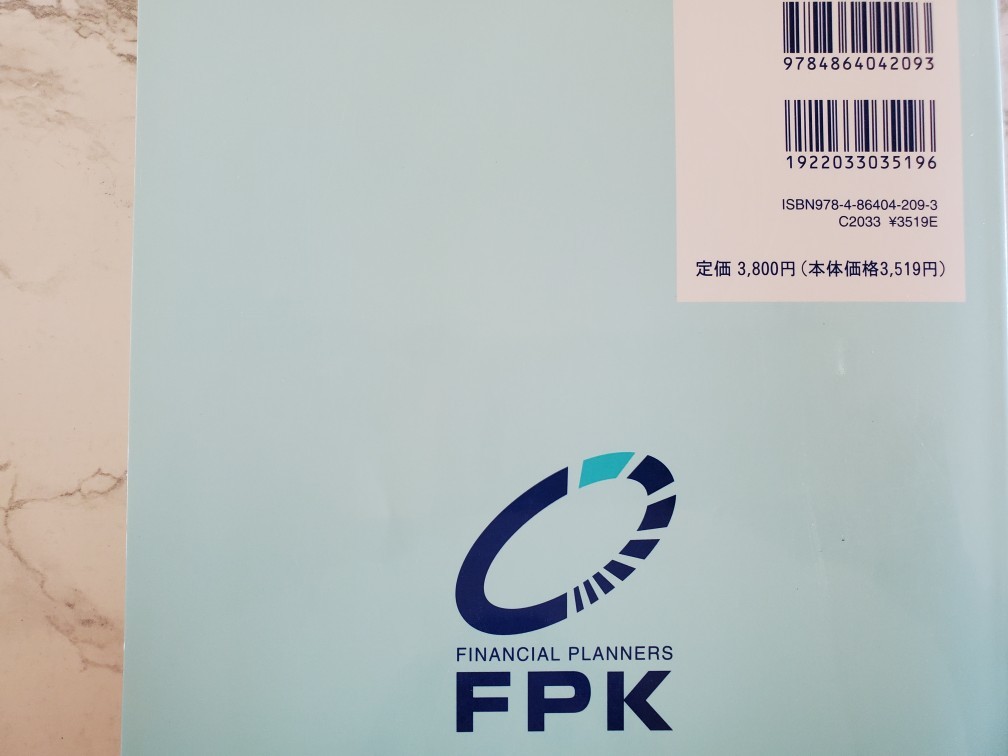 9784864042093
1922033035196
ISBN978-4-86404-209-3
C2033 ¥3519E
定価 3,800円(本体価格3,519円)
FINANCIAL PLANNERS
FPK